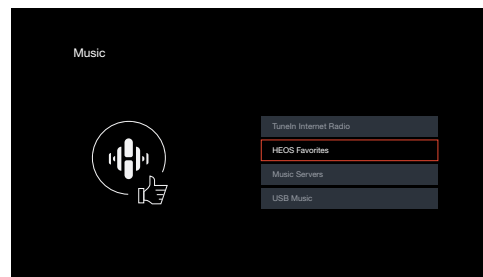 Music
TuneIn Internet Radio
HEOS Favorites
Music Servers
USB Music